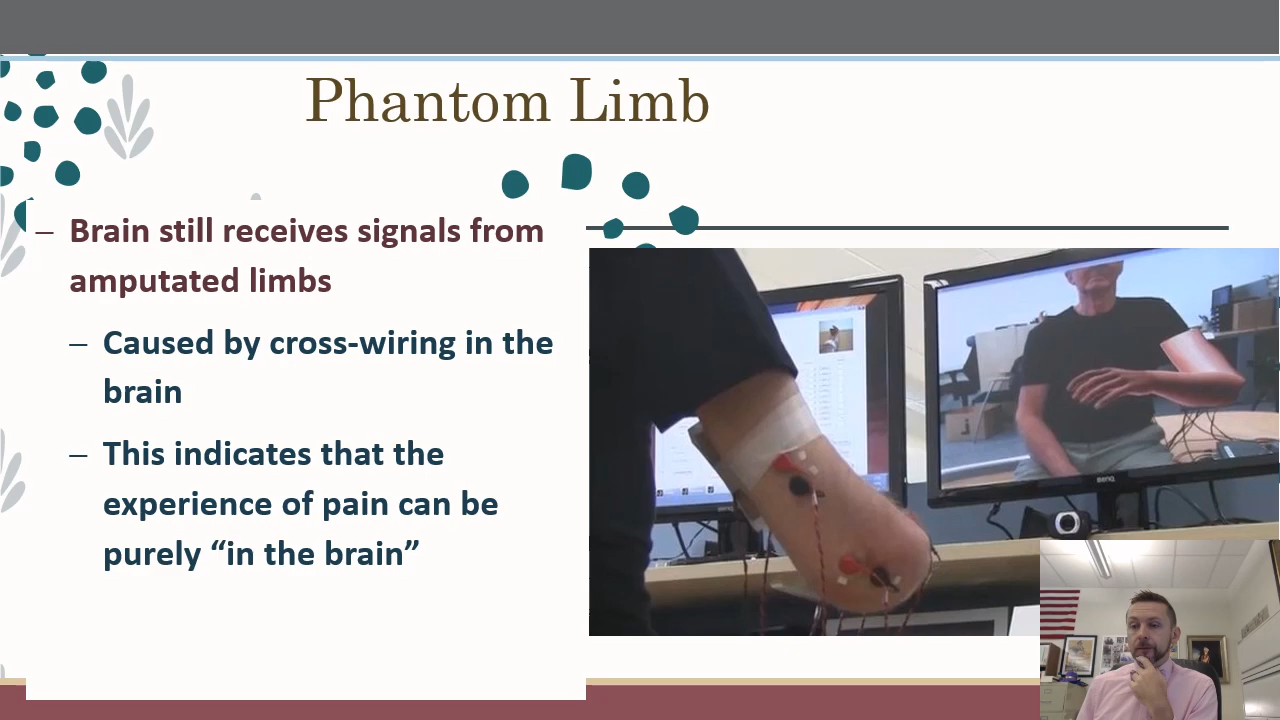 Phantom Limb
– Brain still receives signals from
amputated limbs
– Caused by cross-wiring in the
brain
– This indicates that the
experience of pain can be
purely “in the brain”
BenQ